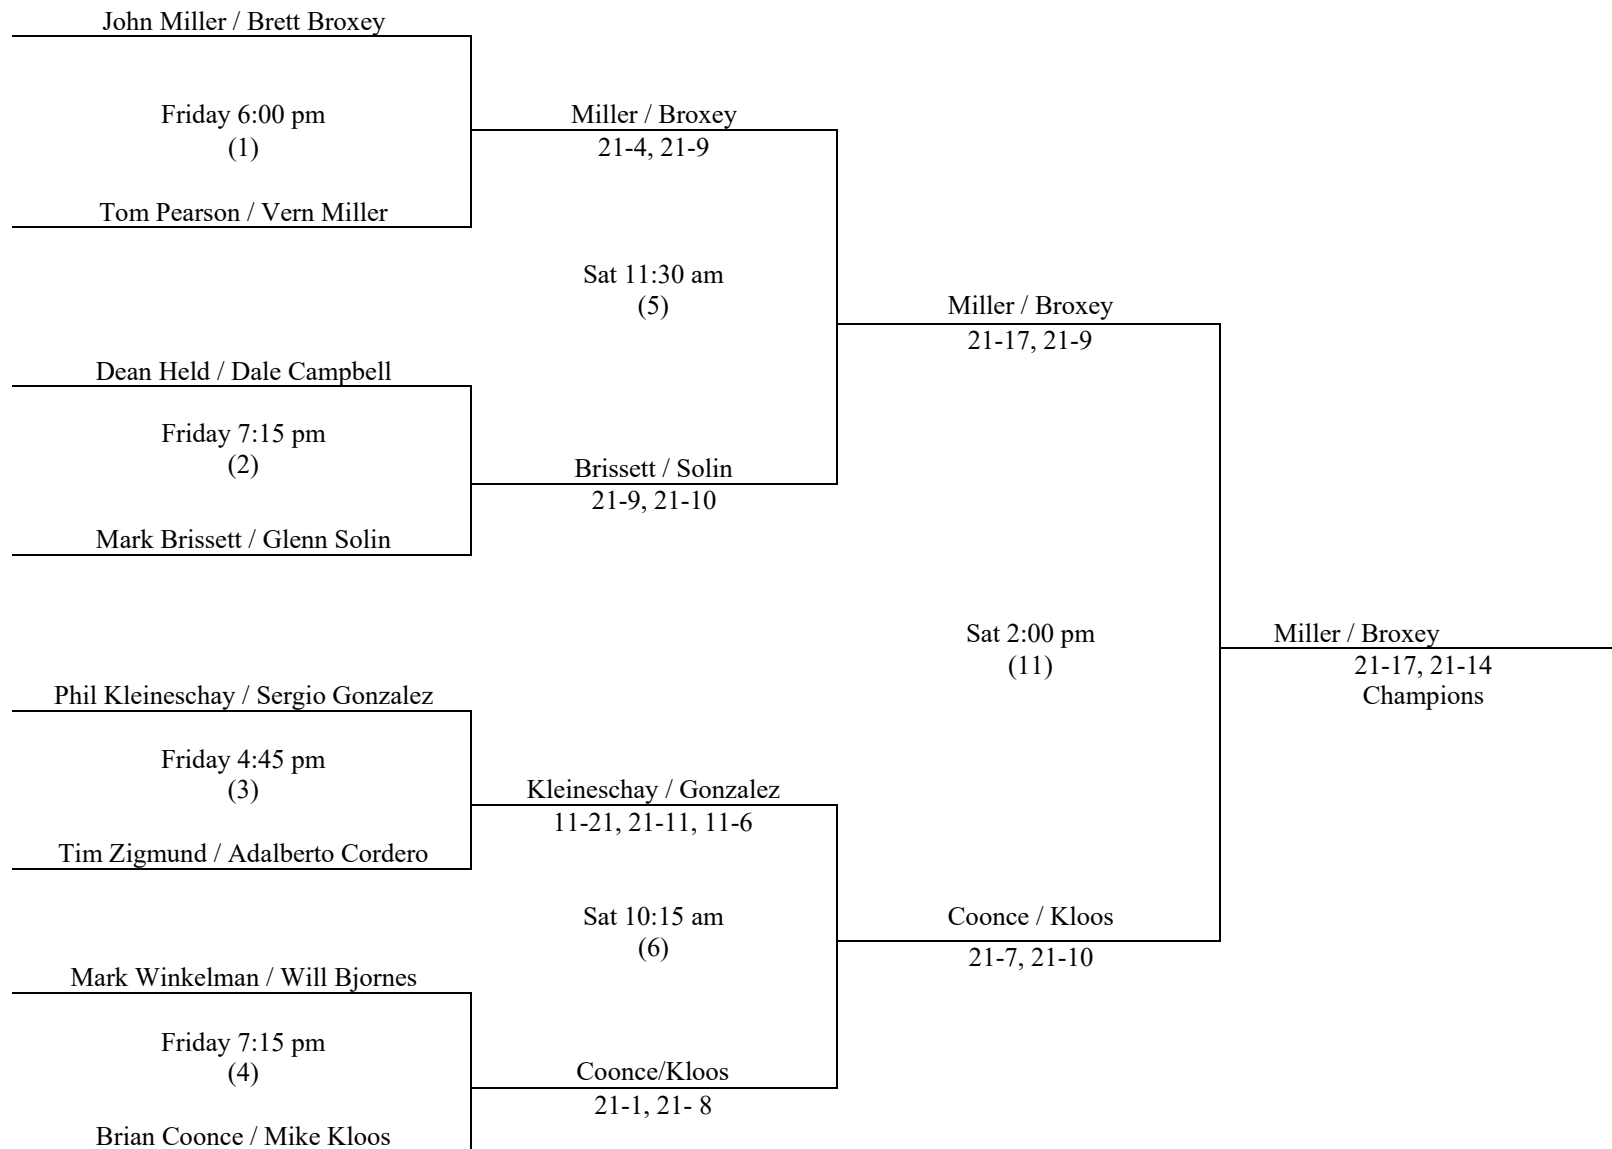 John Miller / Brett Broxey
Friday 6:00 pm
(1)
Tom Pearson / Vern Miller
Miller / Broxey
21-4, 21-9
Sat 11:30 am
(5)
Dean Held / Dale Campbell
Friday 7:15 pm
(2)
Mark Brissett / Glenn Solin
Brissett / Solin
21-9, 21-10
Miller / Broxey
21-17, 21-9
Sat 2:00 pm
(11)
Miller / Broxey
21-17, 21-14
Champions
Phil Kleineschay / Sergio Gonzalez
Friday 4:45 pm
(3)
Tim Zigmund / Adalberto Cordero
Kleineschay / Gonzalez
11-21, 21-11, 11-6
Sat 10:15 am
(6)
Coonce / Kloos
21-7, 21-10
Mark Winkelman / Will Bjornes
Friday 7:15 pm
(4)
Brian Coonce / Mike Kloos
Coonce/Kloos
21-1, 21- 8